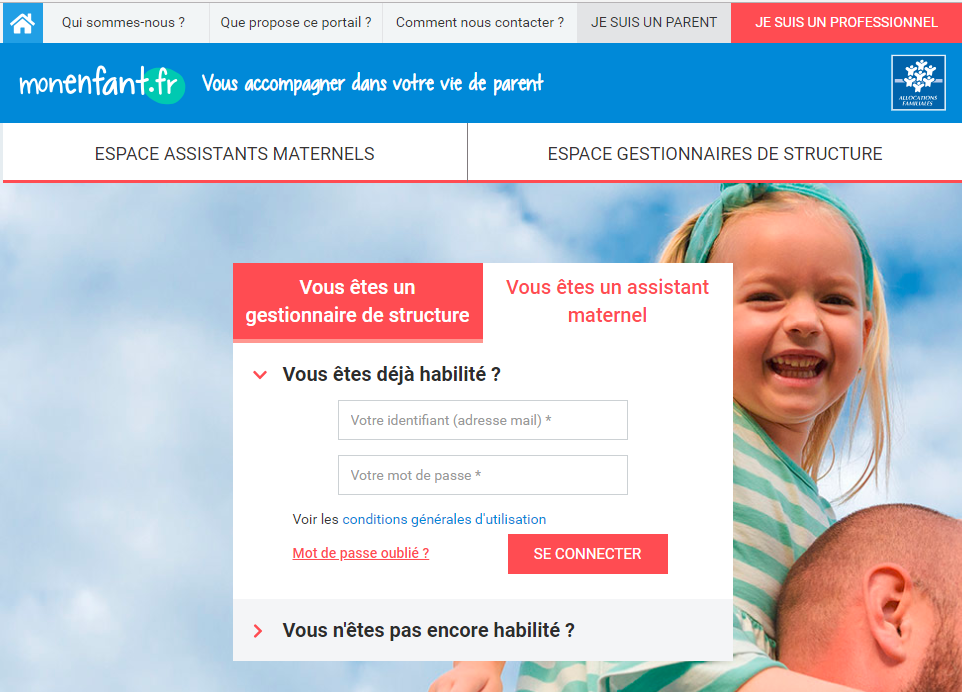 Qui sommes-nous ?
Que propose ce portail ?
Comment nous contacter ?
JE SUIS UN PARENT
JE SUIS UN PROFESSIONNEL
monenfant.fr
Vous accompagner dans votre vie de parent
ALLOCATIONS
FAMILIALES
ESPACE ASSISTANTS MATERNELS
ESPACE GESTIONNAIRES DE STRUCTURE
Vous êtes un
gestionnaire de structure
Vous êtes un assistant
maternel
Vous êtes déjà habilité ?
Votre identifiant (adresse mail) *
Votre mot de passe *
Voir les conditions générales d'utilisation
Mot de passe oublié ?
SE CONNECTER
Vous n'êtes pas encore habilité ?